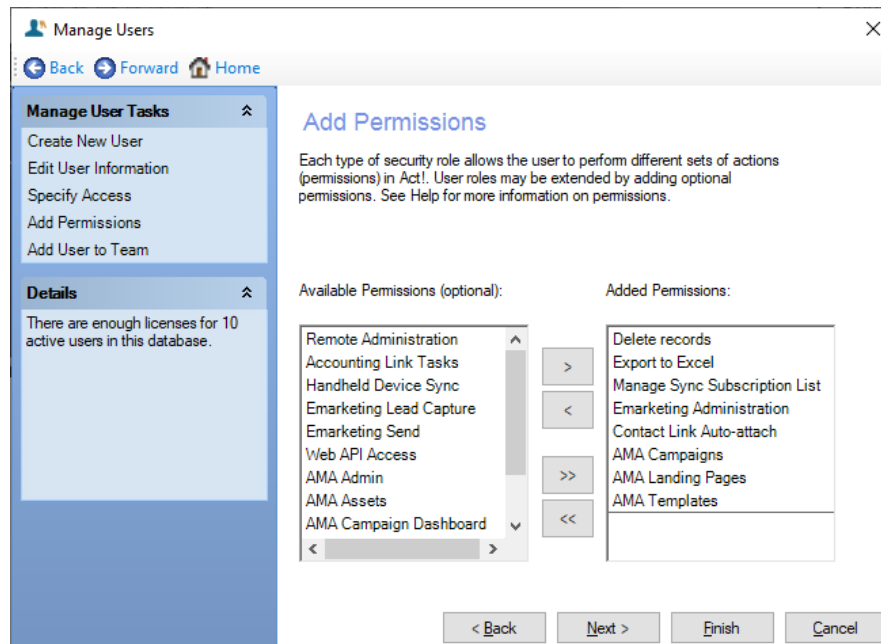 Manage Users
Back Forward Home
Manage User Tasks
Create New User
Edit User Information
Specify Access
Add Permissions
Add User to Team
Details
There are enough licenses for 10
active users in this database.
Add Permissions
Each type of security role allows the user to perform different sets of actions
(permissions) in Act!. User roles may be extended by adding optional
permissions. See Help for more information on permissions.
Available Permissions (optional):
Remote Administration
Accounting Link Tasks
Handheld Device Sync
Emarketing Lead Capture
Emarketing Send
Web API Access
AMA Admin
AMA Assets
AMA Campaign Dashboard
>
<
>>
<<
Added Permissions:
Delete records
Export to Excel
Manage Sync Subscription List
Emarketing Administration
Contact Link Auto-attach
AMA Campaigns
AMA Landing Pages
AMA Templates
< Back Next > Finish Cancel